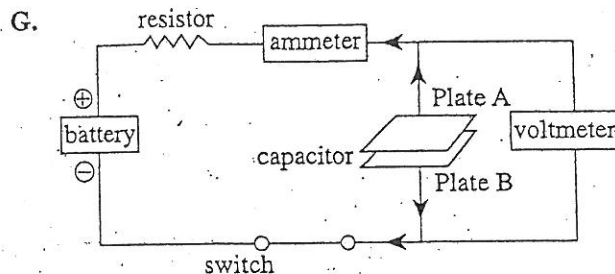 G.
resistor
ammeter
Plate A
⊕
battery
⊖
capacitor
voltmeter
Plate B
switch